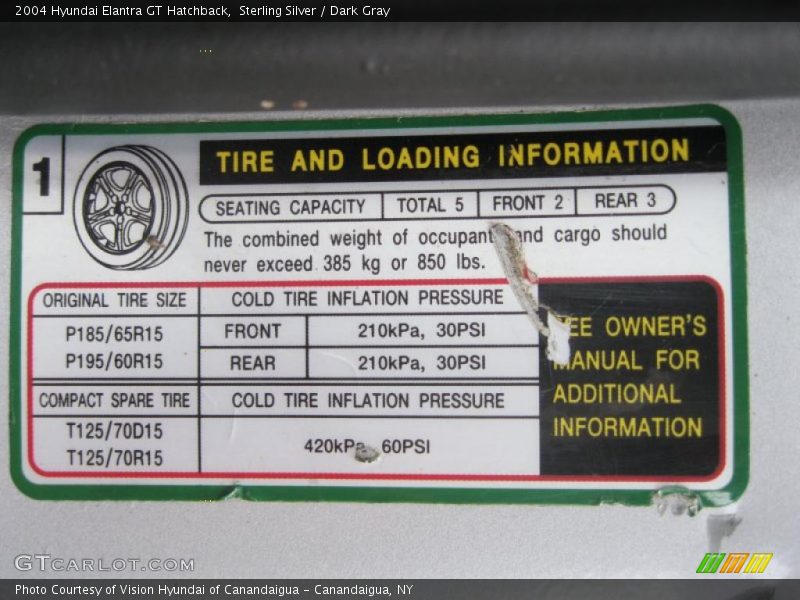 2004 Hyundai Elantra GT Hatchback,  Sterling Silver / Dark Gray
1
TIRE AND LOADING INFORMATION
SEATING CAPACITY TOTAL 5 FRONT 2 REAR 3
The combined weight of occupant and cargo should
never exceed 385 kg or 850 lbs.
ORIGINAL TIRE SIZE COLD TIRE INFLATION PRESSURE
P185/65R15
P195/60R15
FRONT 210kPa, 30PSI
REAR 210kPa, 30PSI
COMPACT SPARE TIRE COLD TIRE INFLATION PRESSURE
T125/70D15
T125/70R15
420kPa, 60PSI
SEE OWNER'S
MANUAL FOR
ADDITIONAL
INFORMATION
GTCARLOT.COM
Photo Courtesy of Vision Hyundai of Canandaigua - Canandaigua, NY